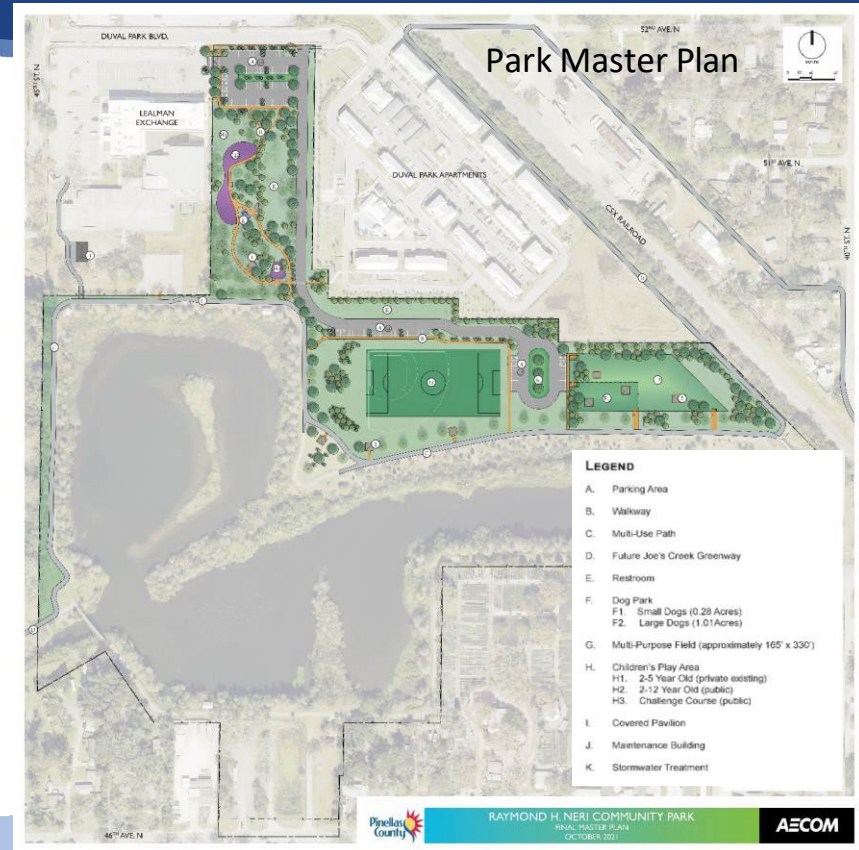 Park Master Plan
DUVAL PARK BLVD.
52ND AVE. N
45TH ST. N
LEALMAN
EXCHANGE
DUVAL PARK APARTMENTS
51ST AVE. N
CSX RAILROAD
40TH ST. N
LEGEND
A. Parking Area
B. Walkway
C. Multi-Use Path
D. Future Joe's Creek Greenway
E. Restroom
F. Dog Park
F1. Small Dogs (0.28 Acres)
F2. Large Dogs (1.01Acres)
G. Multi-Purpose Field (approximately 165' x 330')
H. Children's Play Area
H1. 2-5 Year Old (private existing)
H2. 2-12 Year Old (public)
H3. Challenge Course (public)
I. Covered Pavilion
J. Maintenance Building
K. Stormwater Treatment
46TH AVE. N
Pinellas
County
RAYMOND H. NERI COMMUNITY PARK
FINAL MASTER PLAN
OCTOBER 2021
AECOM